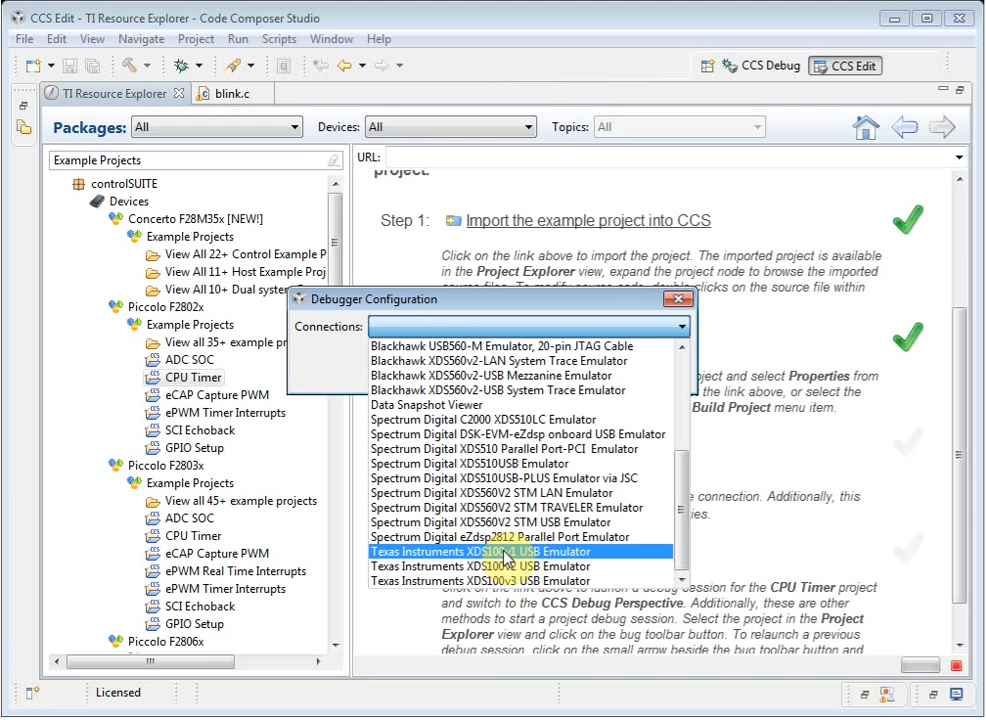 CCS Edit - TI Resource Explorer - Code Composer Studio
File Edit View Navigate Project Run Scripts Window Help
CCS Debug CCS Edit
TI Resource Explorer blink.c
Packages: All Devices: All Topics: All
Example Projects
URL:
controlSUITE
Devices
Concerto F28M35x [NEW!]
Example Projects
View All 22+ Control Example P
View All 11+ Host Example Proj
View All 10+ Dual system
Piccolo F2802x
Example Projects
View all 35+ example pr
ADC SOC
CPU Timer
eCAP Capture PWM
ePWM Timer Interrupts
SCI Echoback
GPIO Setup
Piccolo F2803x
Example Projects
View all 45+ example projects
ADC SOC
CPU Timer
eCAP Capture PWM
ePWM Real Time Interrupts
ePWM Timer Interrupts
SCI Echoback
GPIO Setup
Piccolo F2806x
project.
Step 1: Import the example project into CCS
Click on the link above to import the project. The imported project is available
in the Project Explorer view, expand the project node to browse the imported
source files. To modify source code, double clicks on the source file within
Debugger Configuration
Connections:
Blackhawk USB560-M Emulator, 20-pin JTAG Cable
Blackhawk XDS560v2-LAN System Trace Emulator
Blackhawk XDS560v2-USB Mezzanine Emulator
Blackhawk XDS560v2-USB System Trace Emulator
Data Snapshot Viewer
Spectrum Digital C2000 XDS510LC Emulator
Spectrum Digital DSK-EVM-eZdsp onboard USB Emulator
Spectrum Digital XDS510 Parallel Port-PCI Emulator
Spectrum Digital XDS510USB Emulator
Spectrum Digital XDS510USB-PLUS Emulator via JSC
Spectrum Digital XDS560V2 STM LAN Emulator
Spectrum Digital XDS560V2 STM TRAVELER Emulator
Spectrum Digital XDS560V2 STM USB Emulator
Spectrum Digital eZdsp2812 Parallel Port Emulator
Texas Instruments XDS100v1 USB Emulator
Texas Instruments XDS100v2 USB Emulator
Texas Instruments XDS100v3 USB Emulator
ject and select Properties from
the link above, or select the
Build Project menu item.
connection. Additionally, this
es.
Click on the link above to launch a debug session for the CPU Timer project
and switch to the CCS Debug Perspective. Additionally, these are other
methods to start a project debug session. Select the project in the Project
Explorer view and click on the bug toolbar button. To relaunch a previous
debug session, click on the small arrow beside the bug toolbar button and
Licensed